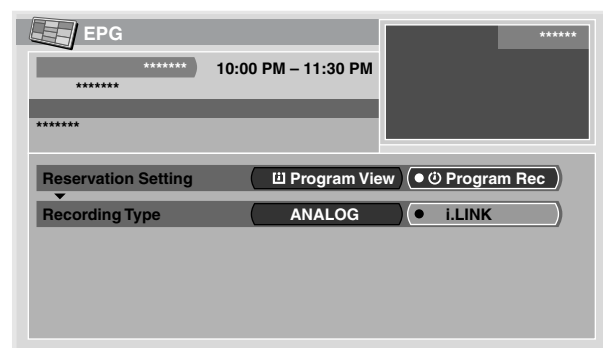 EPG
******
******* 10:00 PM – 11:30 PM
*******
*******
Reservation Setting Program View Program Rec
Recording Type ANALOG i.LINK